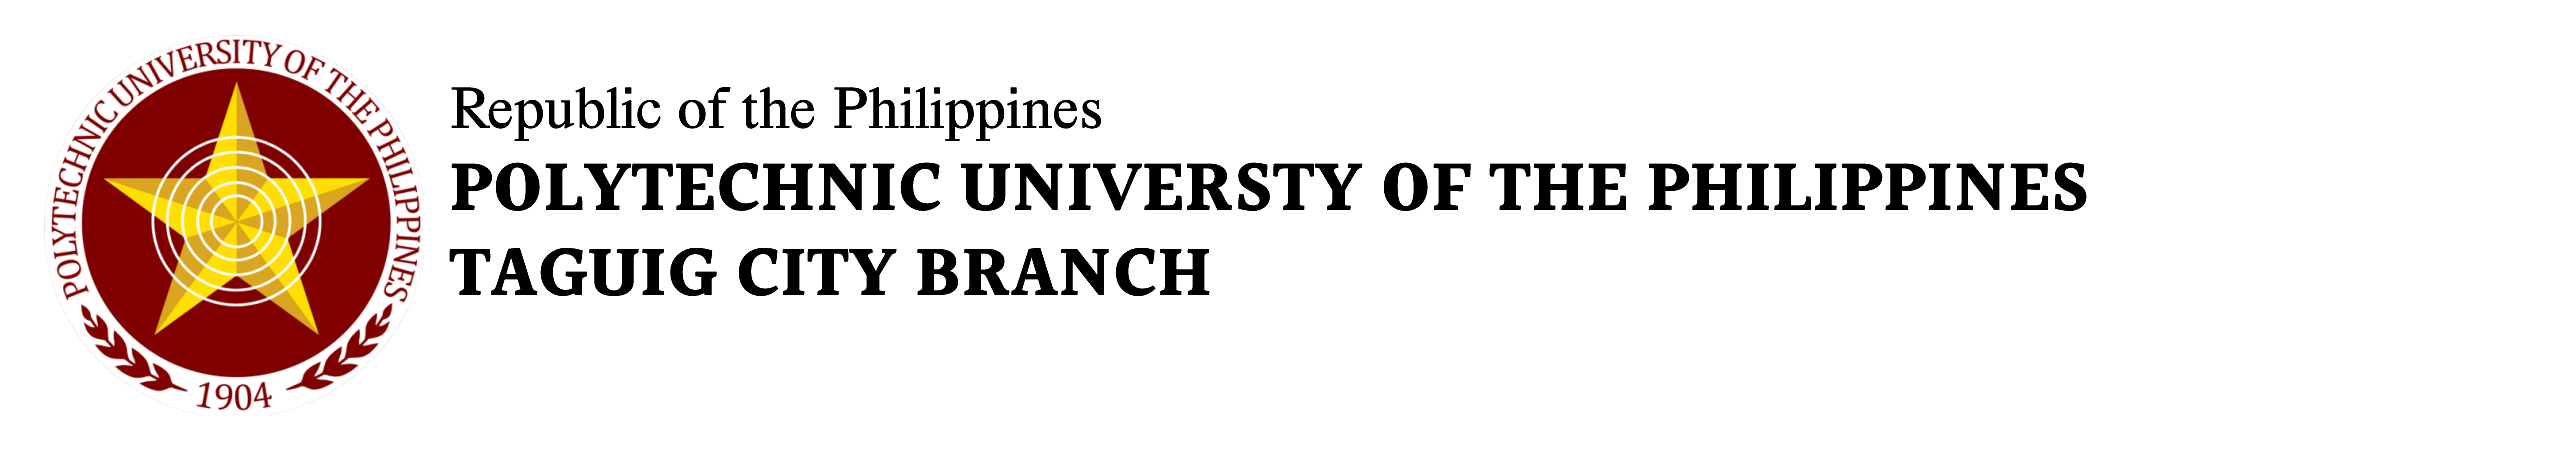 POLYTECHNIC UNIVERSITY OF THE PHILIPPINES
1904
Republic of the Philippines
POLYTECHNIC UNIVERSTY OF THE PHILIPPINES
TAGUIG CITY BRANCH